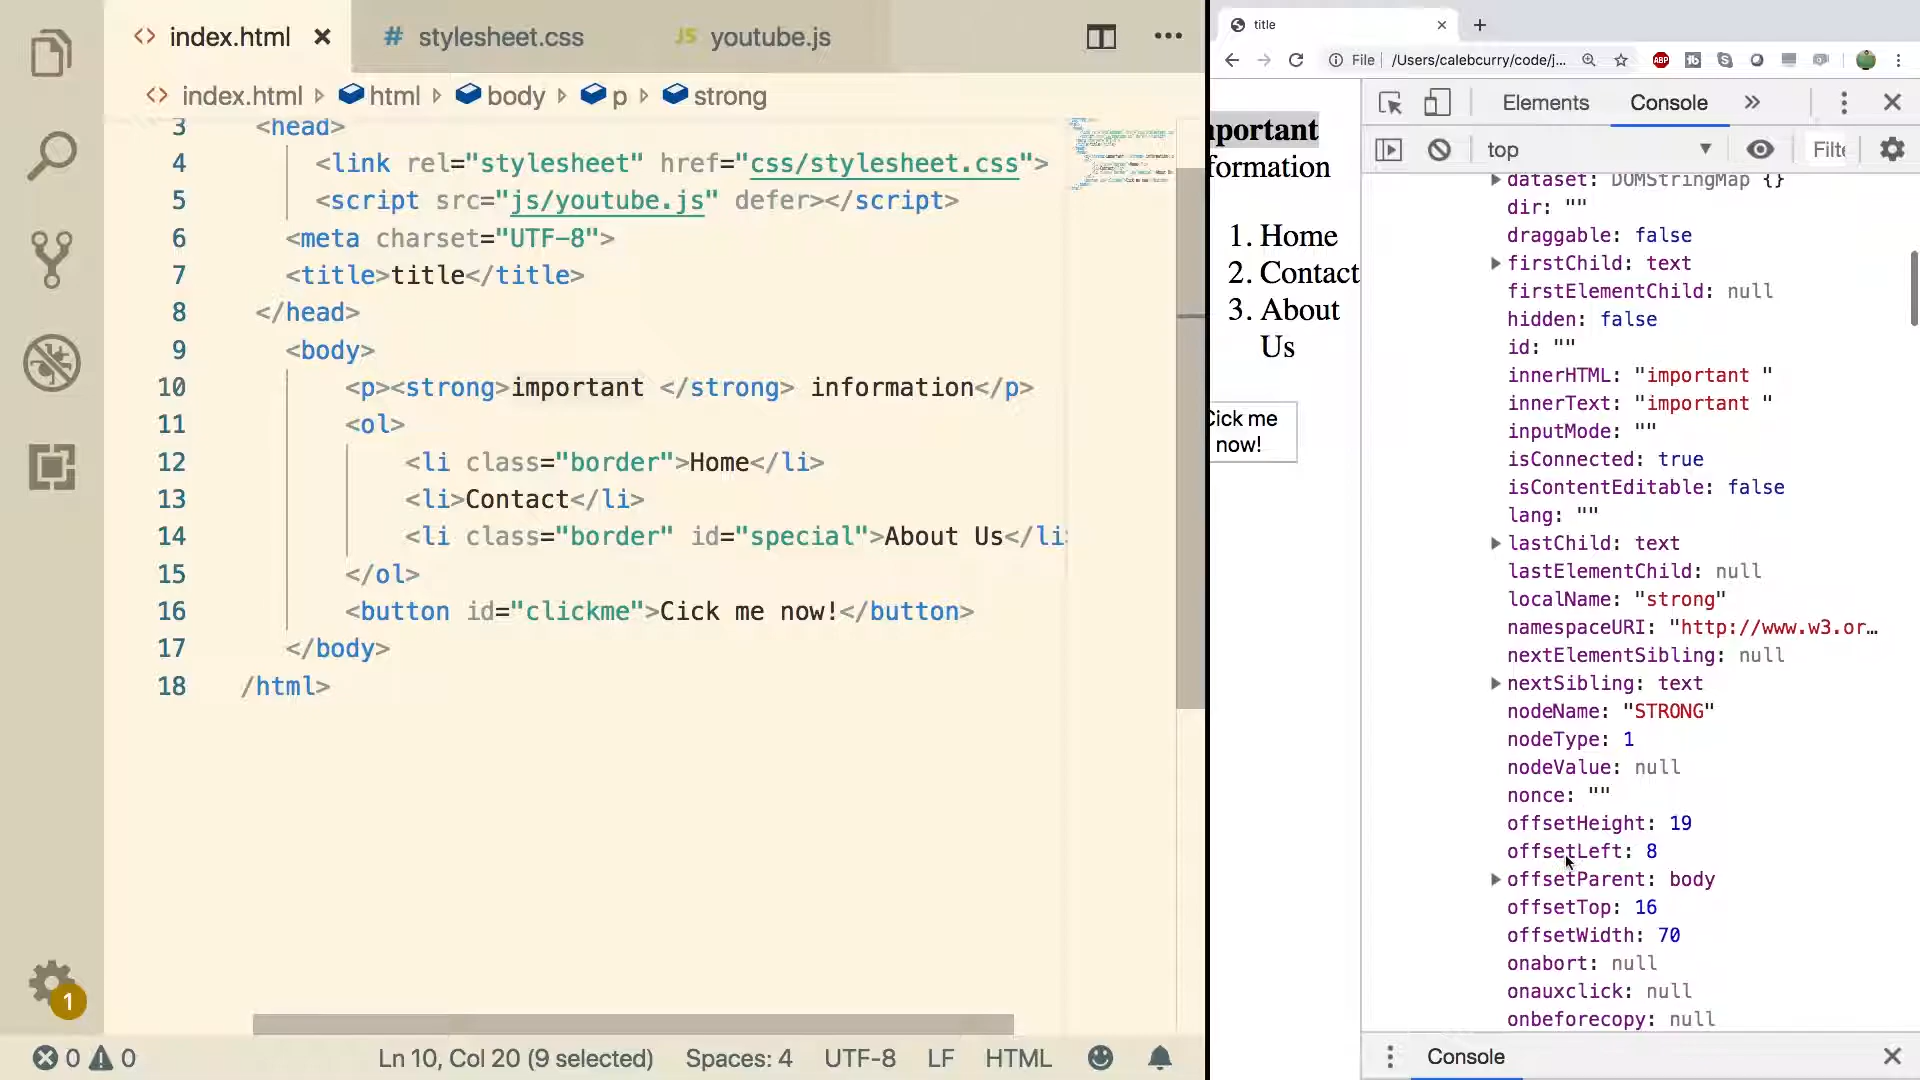 index.html
# stylesheet.css
JS youtube.js
index.html html body p strong
3 <head>
4 <link rel="stylesheet" href="css/stylesheet.css">
5 <script src="js/youtube.js" defer></script>
6 <meta charset="UTF-8">
7 <title>title</title>
8 </head>
9 <body>
10 <p><strong>important </strong> information</p>
11 <ol>
12 <li class="border">Home</li>
13 <li>Contact</li>
14 <li class="border" id="special">About Us</li
15 </ol>
16 <button id="clickme">Cick me now!</button>
17 </body>
18 /html>
1
0 0
Ln 10, Col 20 (9 selected) Spaces: 4 UTF-8 LF HTML
title
File /Users/calebcurry/code/j...
ABP
portant
formation
1. Home
2. Contact
3. About
Us
Cick me
now!
Elements Console
top Filt
dataset: DOMStringMap {}
dir: ""
draggable: false
firstChild: text
firstElementChild: null
hidden: false
id: ""
innerHTML: "important "
innerText: "important "
inputMode: ""
isConnected: true
isContentEditable: false
lang: ""
lastChild: text
lastElementChild: null
localName: "strong"
namespaceURI: "http://www.w3.or…
nextElementSibling: null
nextSibling: text
nodeName: "STRONG"
nodeType: 1
nodeValue: null
nonce: ""
offsetHeight: 19
offsetLeft: 8
offsetParent: body
offsetTop: 16
offsetWidth: 70
onabort: null
onauxclick: null
onbeforecopy: null
Console